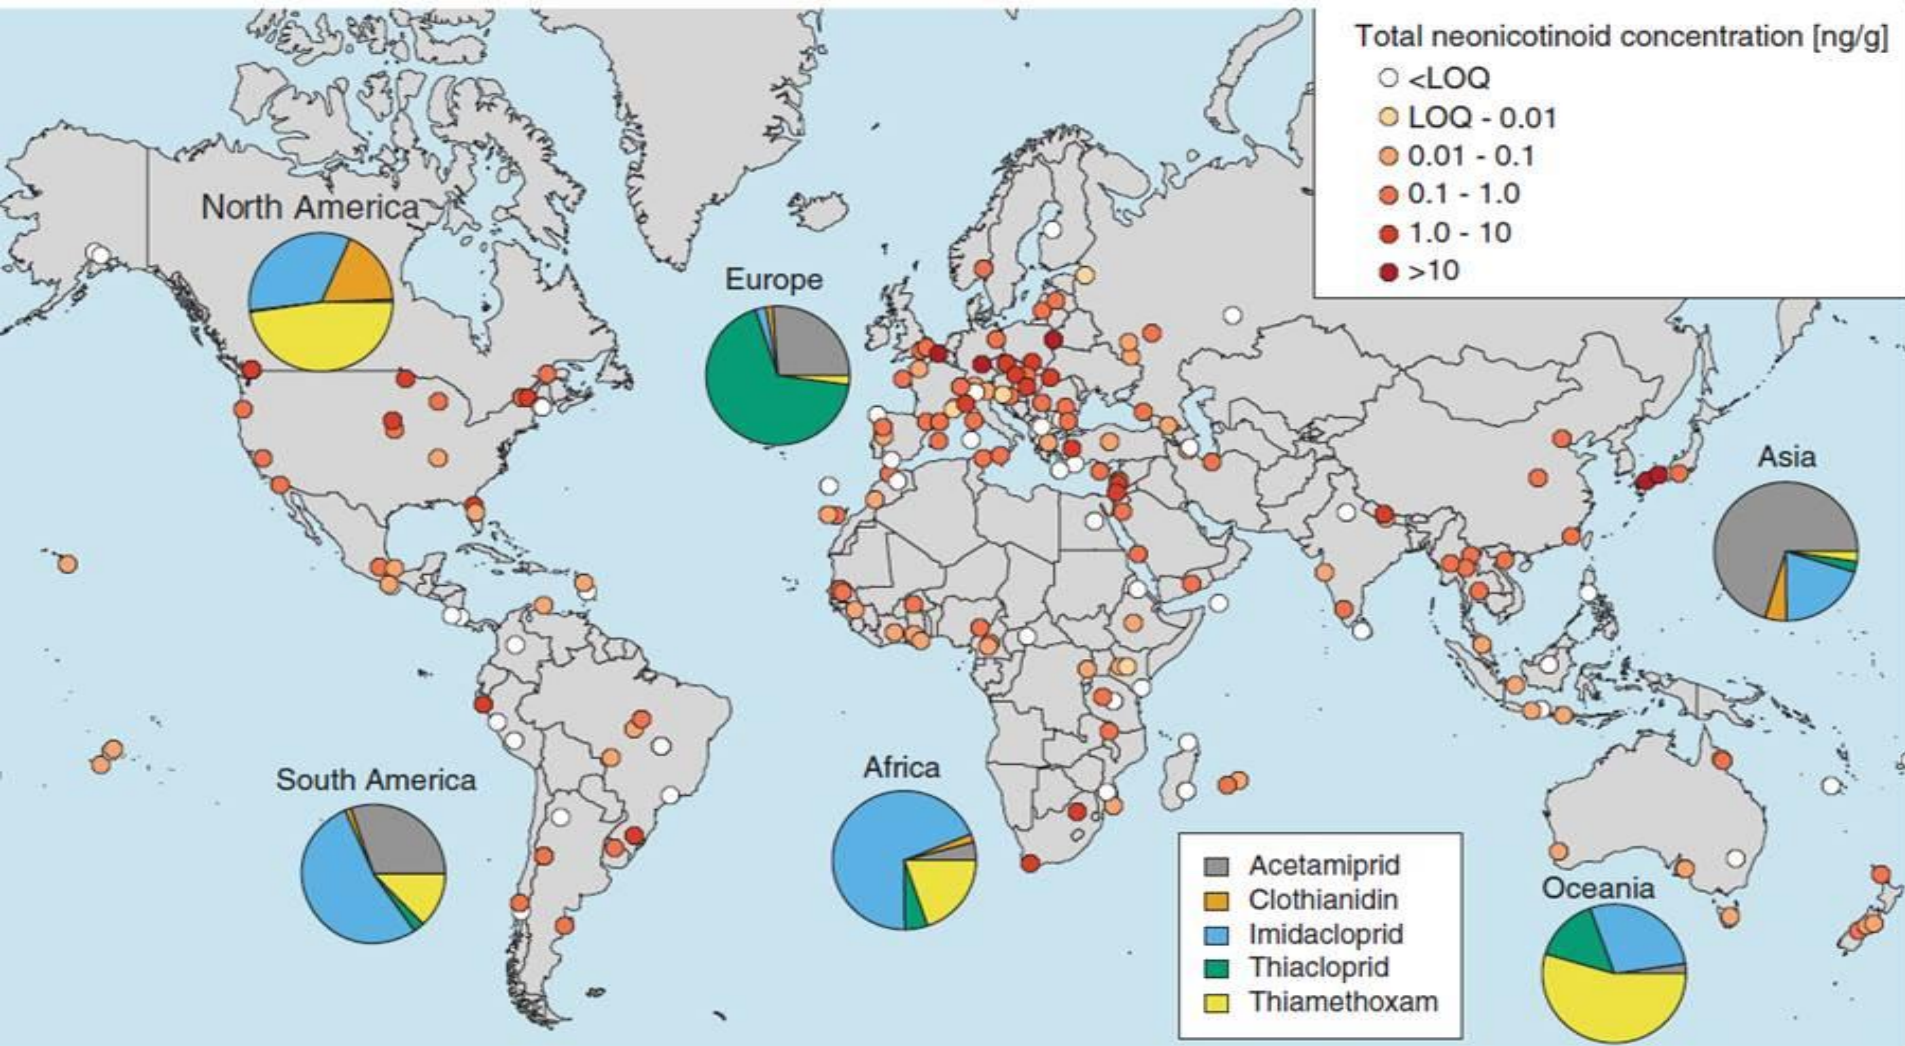 Total neonicotinoid concentration [ng/g]
<LOQ
LOQ - 0.01
0.01 - 0.1
0.1 - 1.0
1.0 - 10
>10
North America
Europe
Asia
South America
Africa
Oceania
Acetamiprid
Clothianidin
Imidacloprid
Thiacloprid
Thiamethoxam